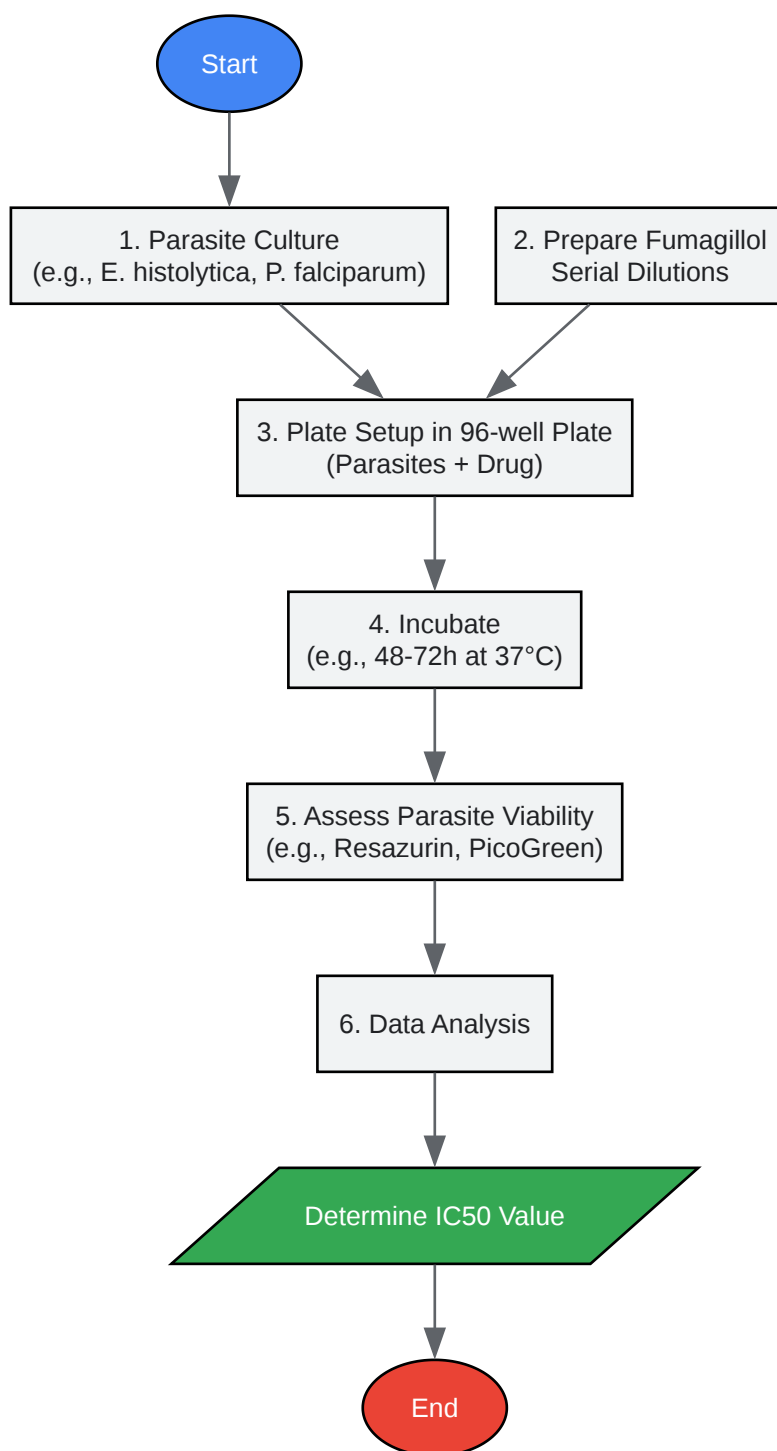 Start
1. Parasite Culture
(e.g., E. histolytica, P. falciparum)
2. Prepare Fumagillol
Serial Dilutions
3. Plate Setup in 96-well Plate
(Parasites + Drug)
4. Incubate
(e.g., 48-72h at 37°C)
5. Assess Parasite Viability
(e.g., Resazurin, PicoGreen)
6. Data Analysis
Determine IC50 Value
End